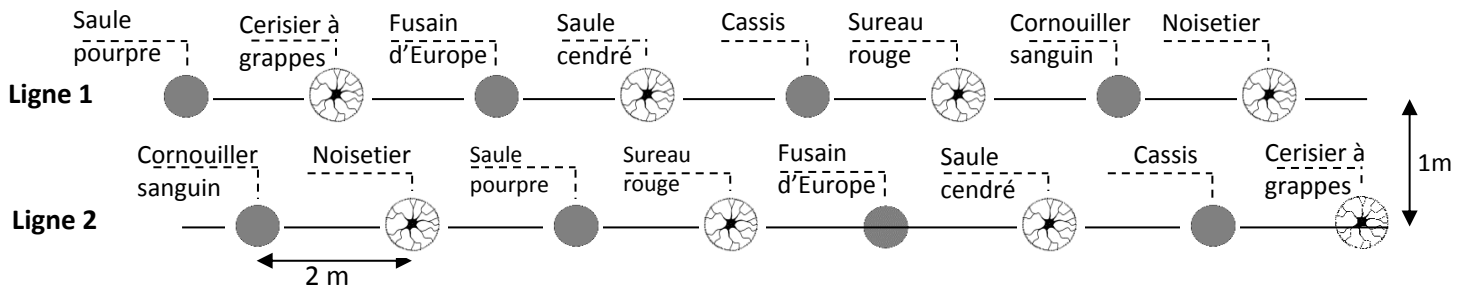 Saule
pourpre
Cerisier à
grappes
Fusain
d'Europe
Saule
cendré
Cassis
Sureau
rouge
Cornouiller
sanguin
Noisetier
Ligne 1
Cornouiller
sanguin
Noisetier
Saule
pourpre
Sureau
rouge
Fusain
d'Europe
Saule
cendré
Cassis
Cerisier à
grappes
1m
Ligne 2
2 m